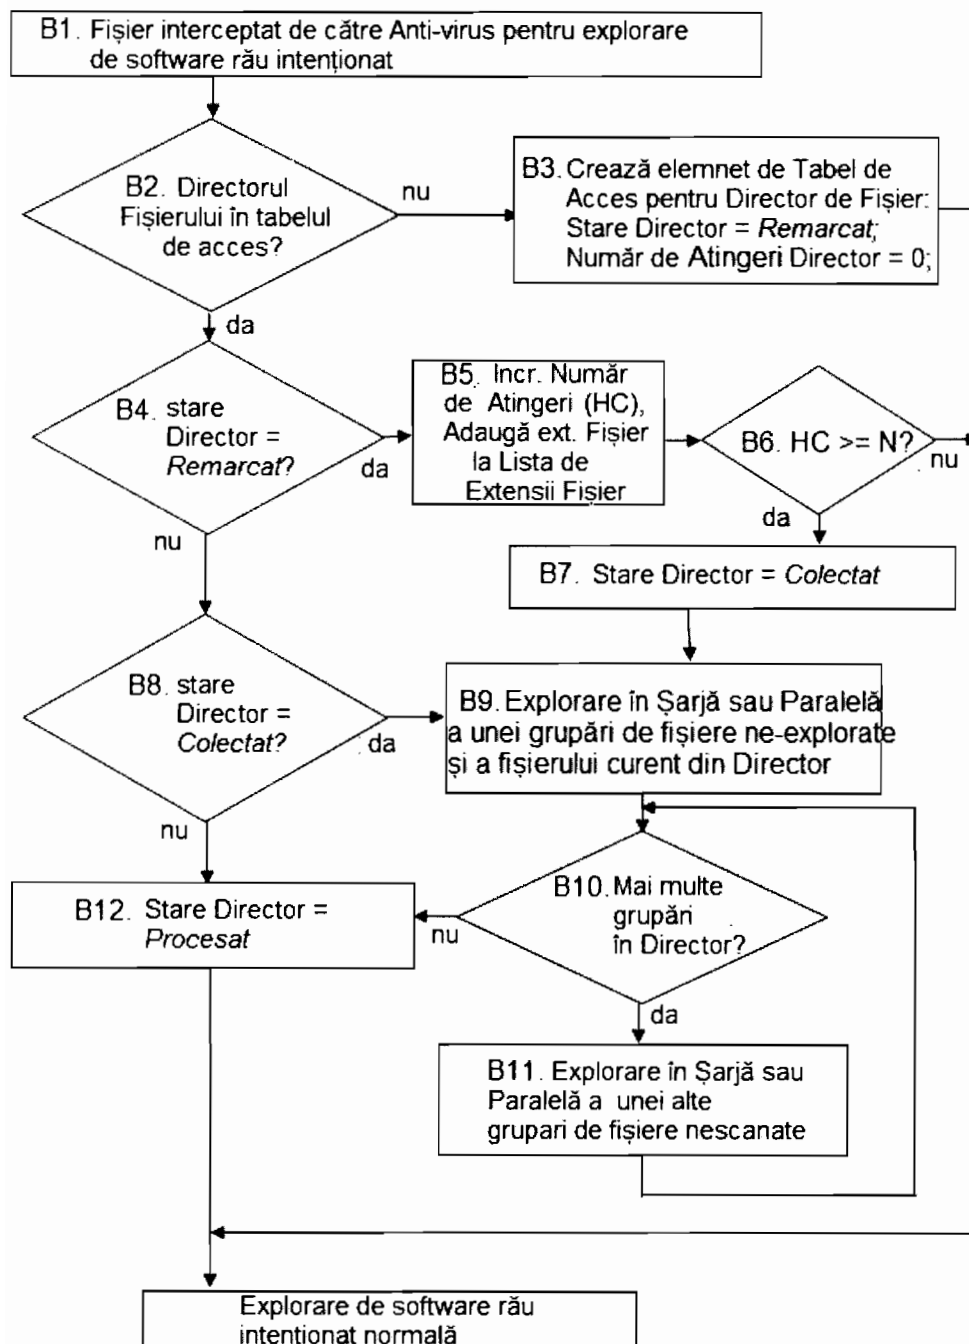 B1. Fișier interceptat de către Anti-virus pentru explorare
de software rău intenționat
B2. Directorul
Fișierului în tabelul
de acces?
nu
B3. Crează elemnet de Tabel de
Acces pentru Director de Fișier:
Stare Director = Remarcat;
Număr de Atingeri Director = 0;
da
B4. stare
Director =
Remarcat?
da
B5. Incr. Număr
de Atingeri (HC),
Adaugă ext. Fișier
la Lista de
Extensii Fișier
B6. HC >= N?
nu
da
nu
B7. Stare Director = Colectat
B8. stare
Director =
Colectat?
da
B9. Explorare în Șarjă sau Paralelă
a unei grupări de fișiere ne-explorate
și a fișierului curent din Director
nu
B10. Mai multe
grupări
în Director?
nu
B12. Stare Director =
Procesat
da
B11. Explorare în Șarjă sau
Paralelă a unei alte
grupari de fișiere nescanate
Explorare de software rău
intenționat normală